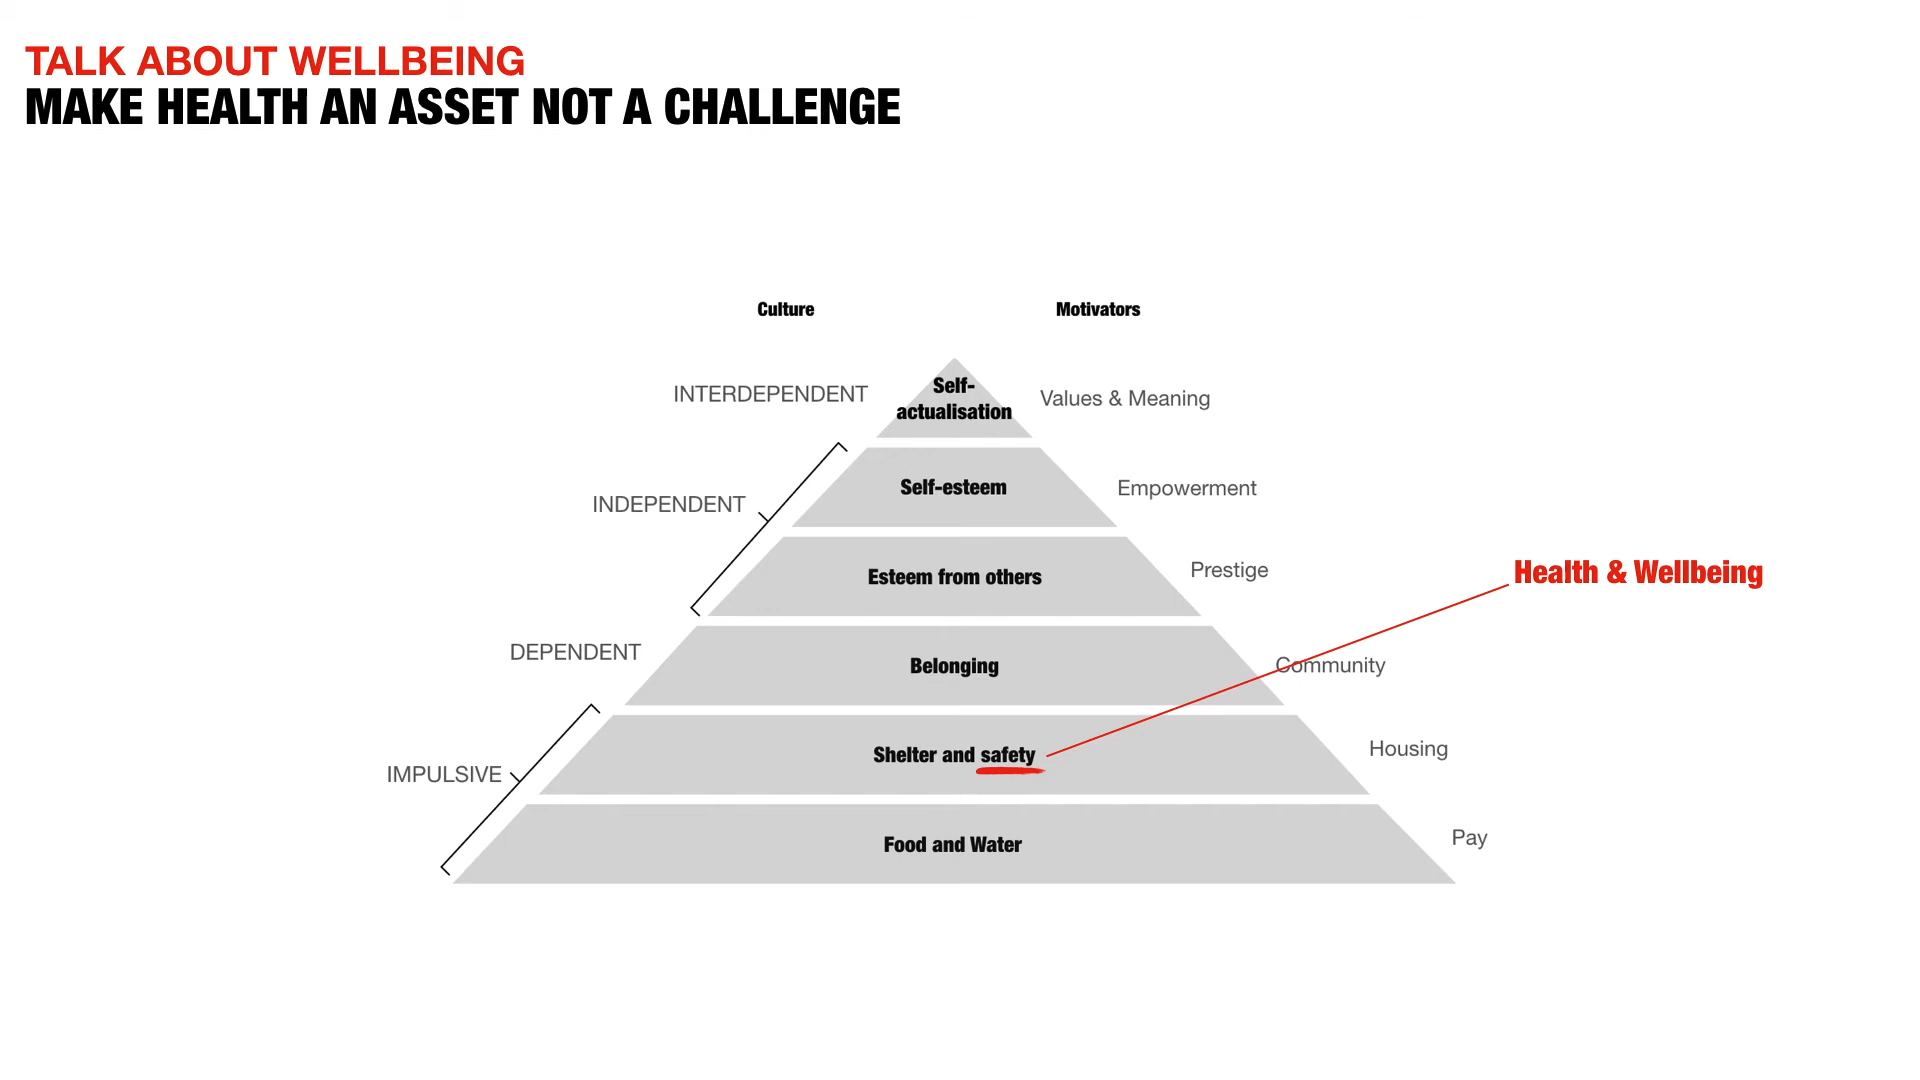 TALK ABOUT WELLBEING
MAKE HEALTH AN ASSET NOT A CHALLENGE
Culture
Motivators
INTERDEPENDENT
Self-
actualisation
Values & Meaning
INDEPENDENT
Self-esteem
Empowerment
Esteem from others
Prestige
Health & Wellbeing
DEPENDENT
Belonging
Community
IMPULSIVE
Shelter and safety
Housing
Food and Water
Pay